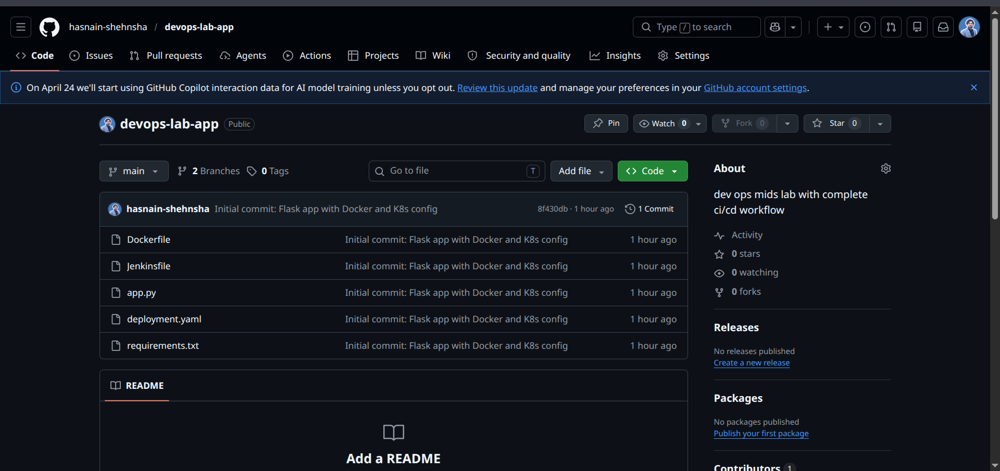 hasnain-shehnsha / devops-lab-app
Type / to search
Code Issues Pull requests Agents Actions Projects Wiki Security and quality Insights Settings
On April 24 we'll start using GitHub Copilot interaction data for AI model training unless you opt out. Review this update and manage your preferences in your GitHub account settings.
devops-lab-app Public
Pin Watch 0 Fork 0 Star 0
main 2 Branches 0 Tags
Go to file T Add file Code
hasnain-shehnsha Initial commit: Flask app with Docker and K8s config 8f430db · 1 hour ago 1 Commit
Dockerfile Initial commit: Flask app with Docker and K8s config 1 hour ago
Jenkinsfile Initial commit: Flask app with Docker and K8s config 1 hour ago
app.py Initial commit: Flask app with Docker and K8s config 1 hour ago
deployment.yaml Initial commit: Flask app with Docker and K8s config 1 hour ago
requirements.txt Initial commit: Flask app with Docker and K8s config 1 hour ago
README
Add a README
About
dev ops mids lab with complete
ci/cd workflow
Activity
0 stars
0 watching
0 forks
Releases
No releases published
Create a new release
Packages
No packages published
Publish your first package
Contributors 1